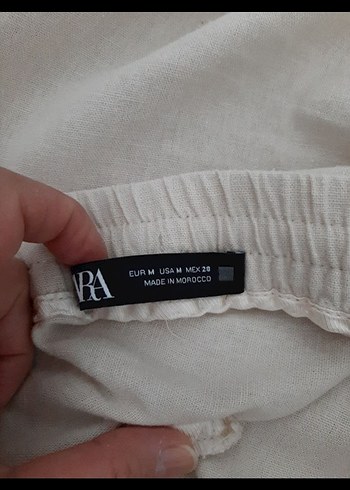 ARA
EUR M USA M MEX 28
MADE IN MOROCCO